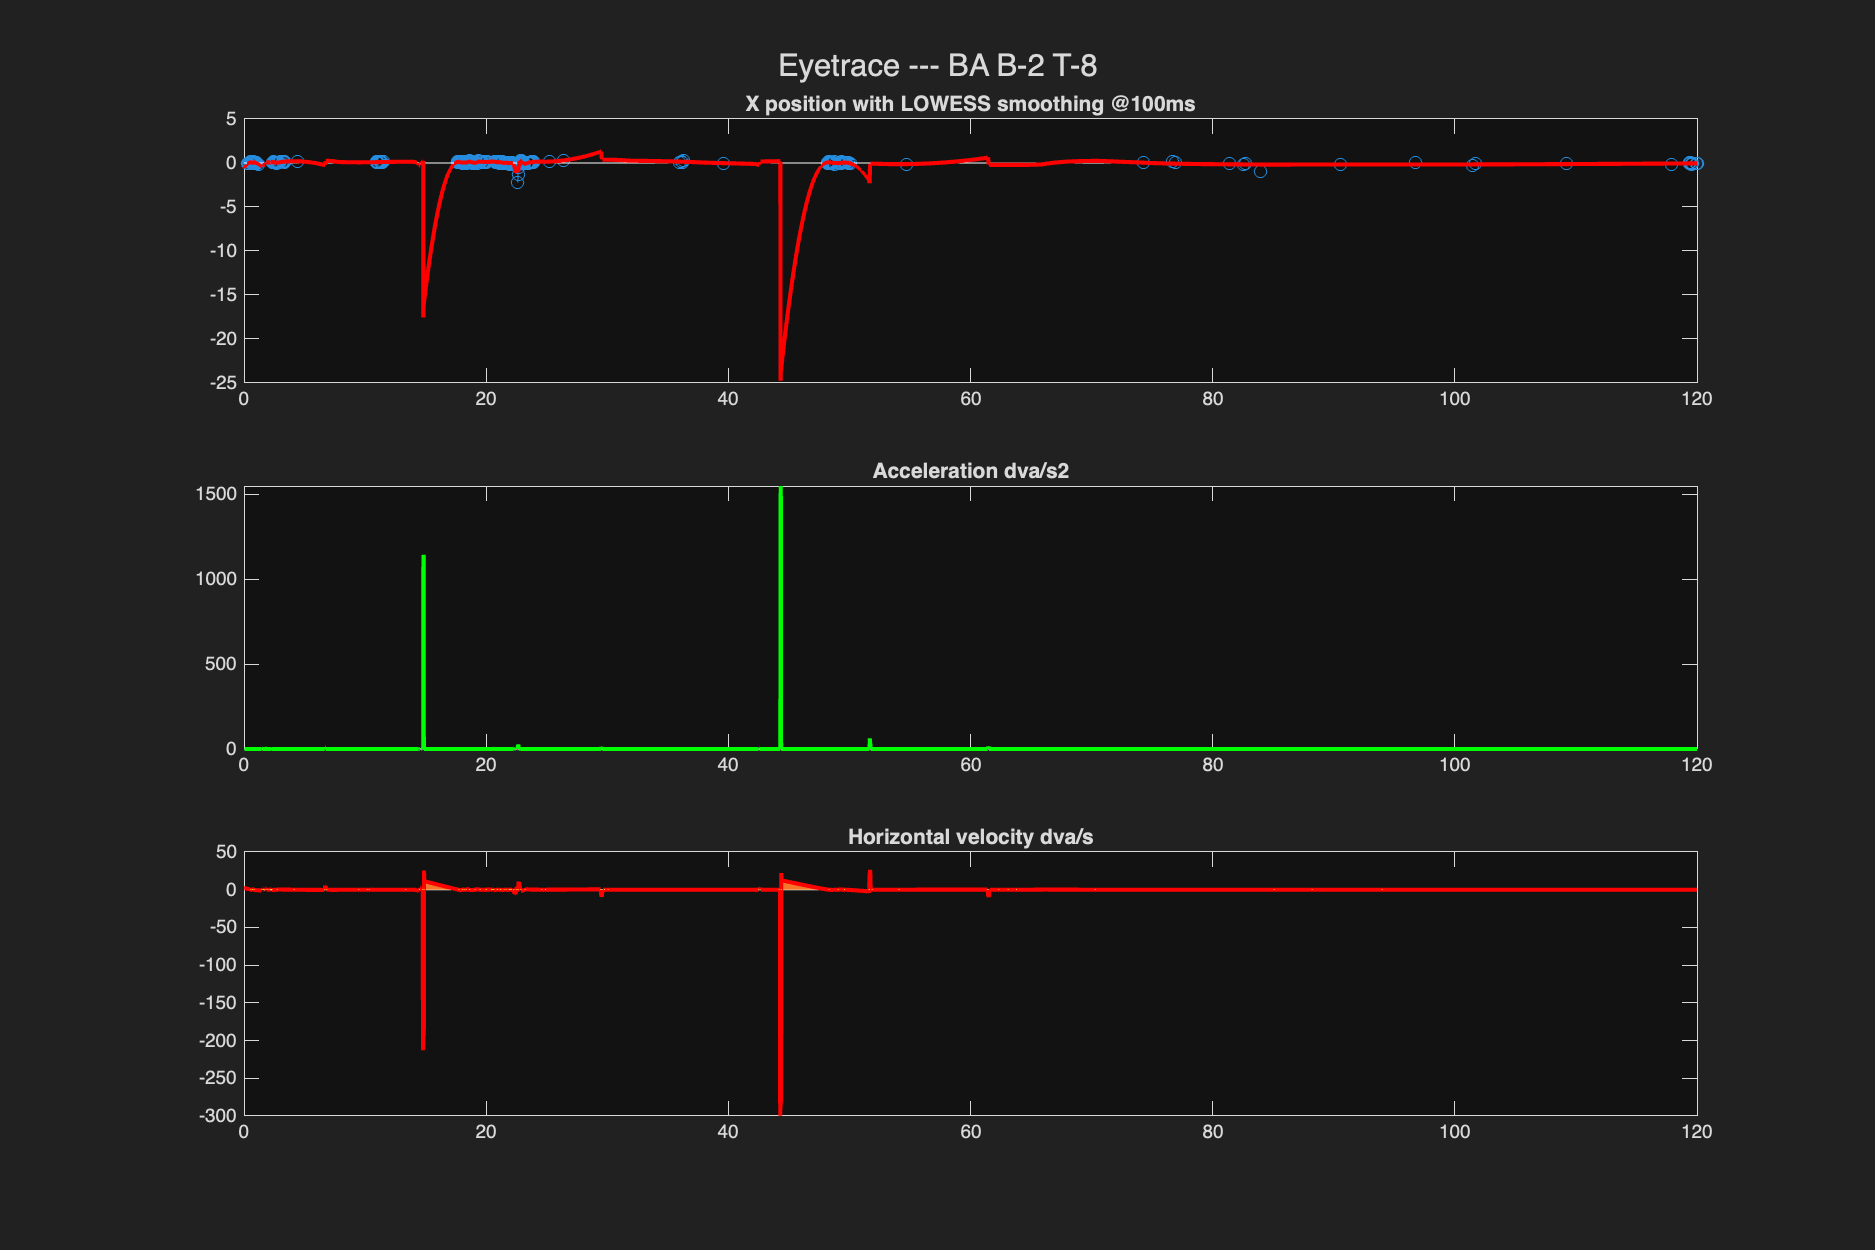 Eyetrace --- BA B-2 T-8
X position with LOWESS smoothing @100ms
5
0
-5
-10
-15
-20
-25
0 20 40 60 80 100 120
Acceleration dva/s2
1500
1000
500
0
0 20 40 60 80 100 120
Horizontal velocity dva/s
50
0
-50
-100
-150
-200
-250
-300
0 20 40 60 80 100 120